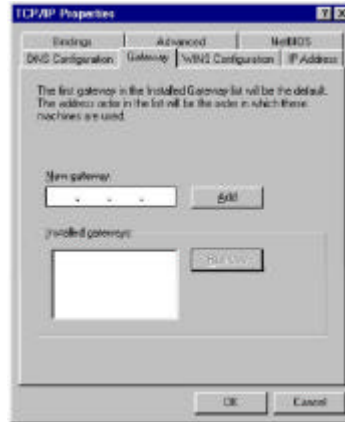 TCP/IP Properties
Bindings Advanced NetBIOS
DNS Configuration Gateway WINS Configuration IP Address
The first gateway in the Installed Gateway list will be the default.
The address order in the list will be the order in which these
machines are used.
New gateway:
Add
Installed gateways:
Remove
OK Cancel